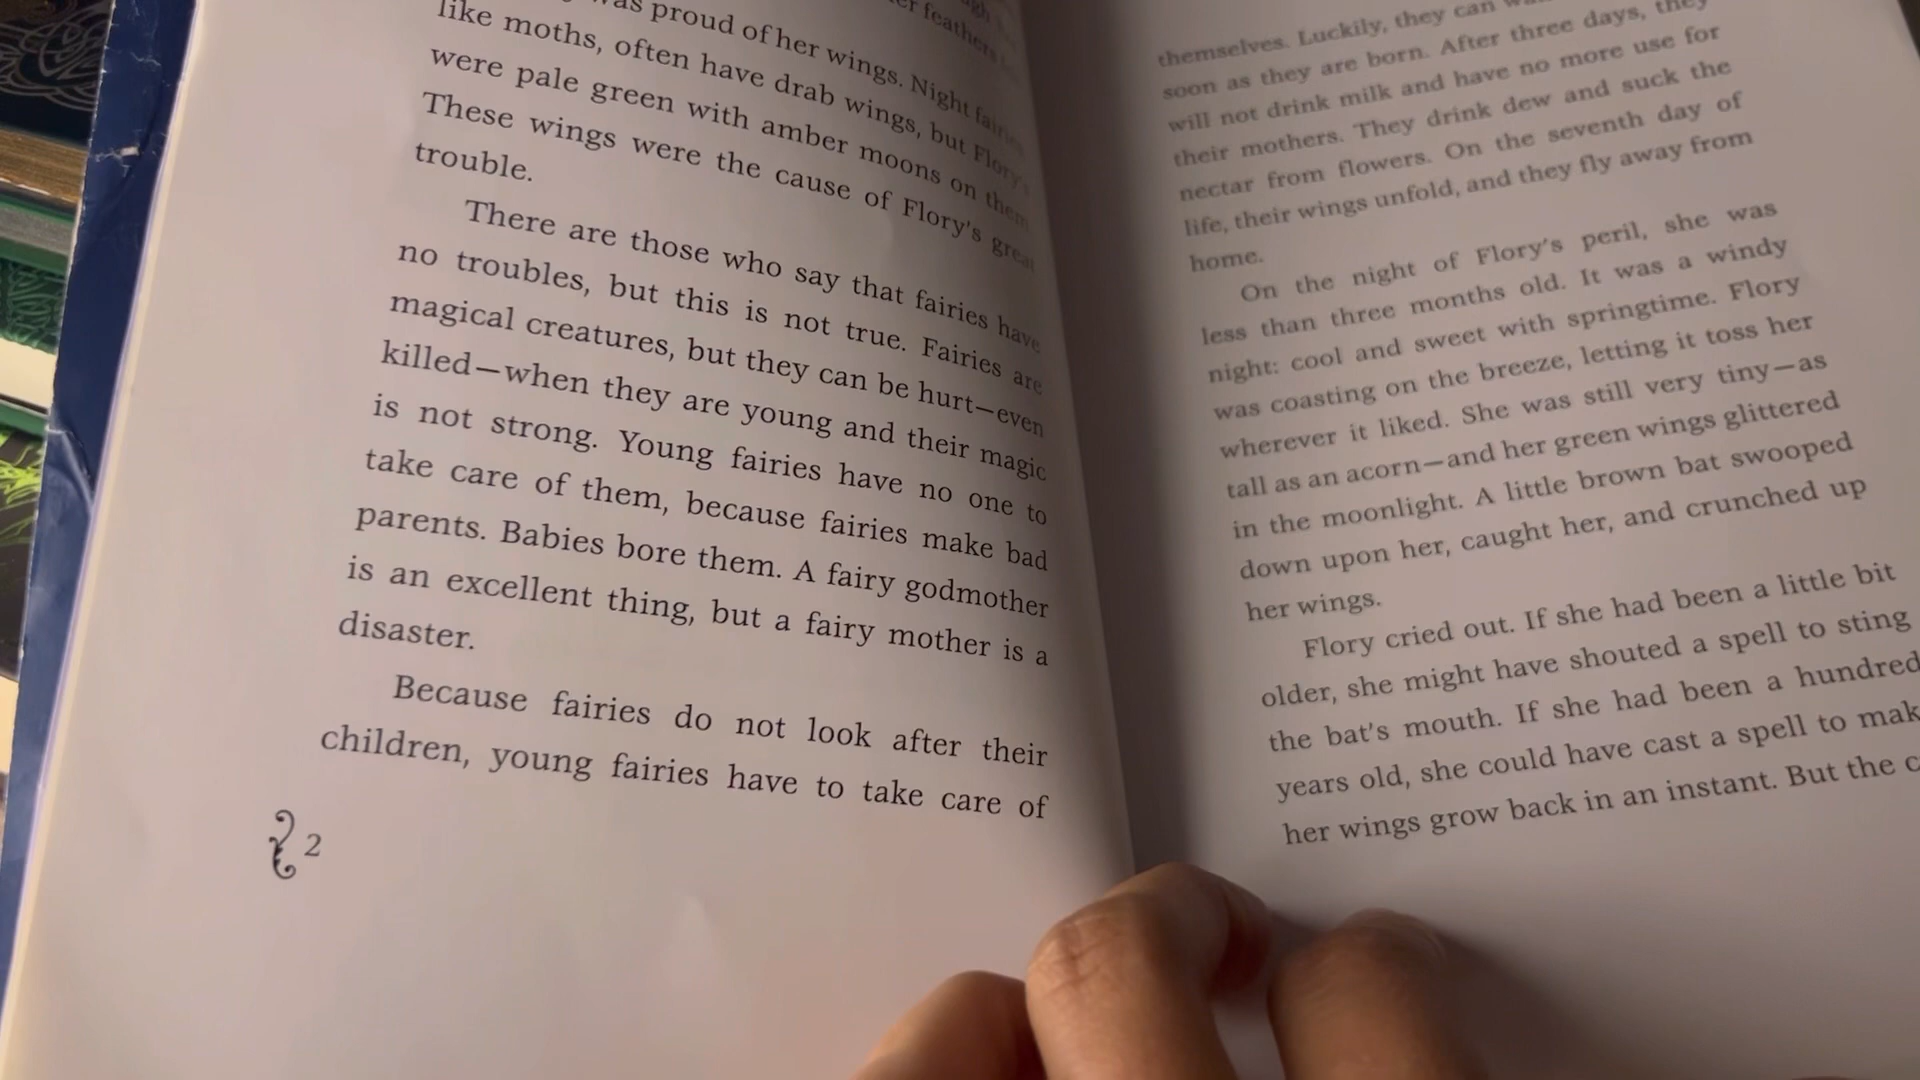 was proud of her wings. Night fairies,
like moths, often have drab wings, but Flory's
were pale green with amber moons on them.
These wings were the cause of Flory's great
trouble.
There are those who say that fairies have
no troubles, but this is not true. Fairies are
magical creatures, but they can be hurt—even
killed—when they are young and their magic
is not strong. Young fairies have no one to
take care of them, because fairies make bad
parents. Babies bore them. A fairy godmother
is an excellent thing, but a fairy mother is a
disaster.
Because fairies do not look after their
children, young fairies have to take care of
2
themselves. Luckily, they can
soon as they are born. After three days, they
will not drink milk and have no more use for
their mothers. They drink dew and suck the
nectar from flowers. On the seventh day of
life, their wings unfold, and they fly away from
home.
On the night of Flory's peril, she was
less than three months old. It was a windy
night: cool and sweet with springtime. Flory
was coasting on the breeze, letting it toss her
wherever it liked. She was still very tiny—as
tall as an acorn—and her green wings glittered
in the moonlight. A little brown bat swooped
down upon her, caught her, and crunched up
her wings.
Flory cried out. If she had been a little bit
older, she might have shouted a spell to sting
the bat's mouth. If she had been a hundred
years old, she could have cast a spell to mak
her wings grow back in an instant. But the c